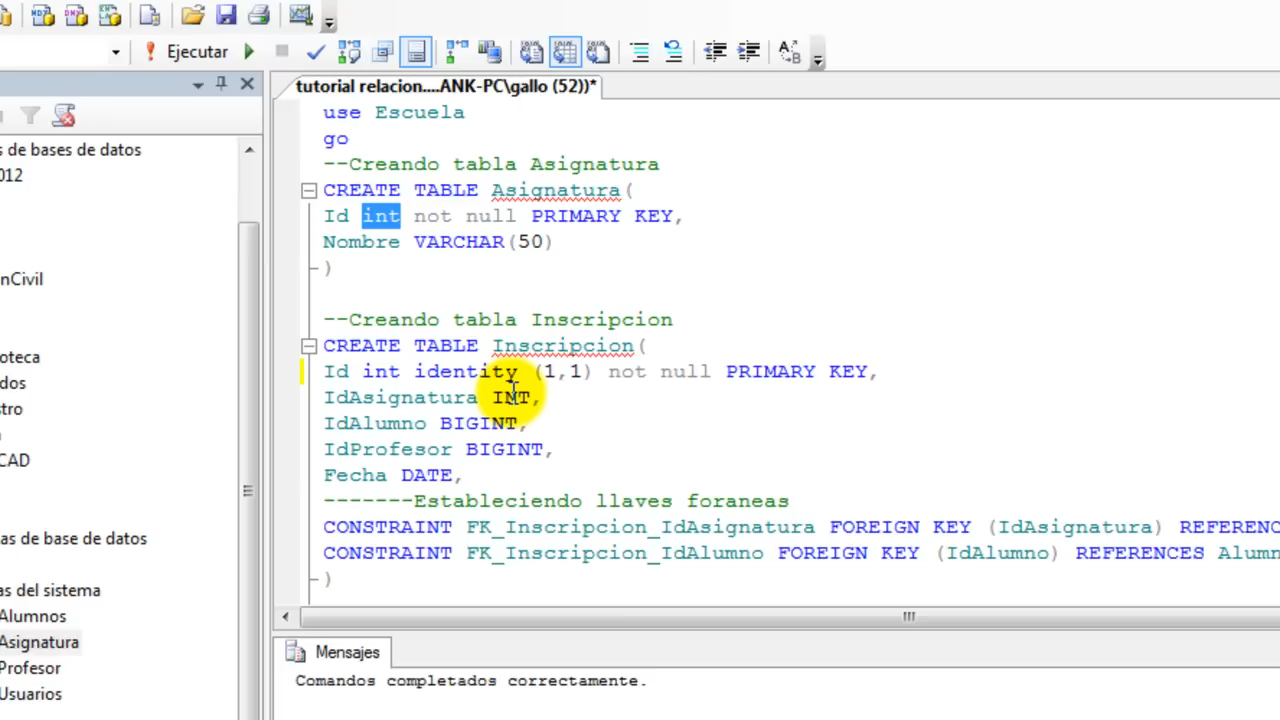 Ejecutar
tutorial relacion....ANK-PC\gallo (52))*
s de bases de datos
012
nCivil
oteca
dos
stro
CAD
as de base de datos
as del sistema
Alumnos
Asignatura
Profesor
Usuarios
use Escuela
go
--Creando tabla Asignatura
CREATE TABLE Asignatura(
Id int not null PRIMARY KEY,
Nombre VARCHAR(50)
)
--Creando tabla Inscripcion
CREATE TABLE Inscripcion(
Id int identity (1,1) not null PRIMARY KEY,
IdAsignatura INT,
IdAlumno BIGINT,
IdProfesor BIGINT,
Fecha DATE,
-------Estableciendo llaves foraneas
CONSTRAINT FK_Inscripcion_IdAsignatura FOREIGN KEY (IdAsignatura) REFERENC
CONSTRAINT FK_Inscripcion_IdAlumno FOREIGN KEY (IdAlumno) REFERENCES Alumn
)
Mensajes
Comandos completados correctamente.